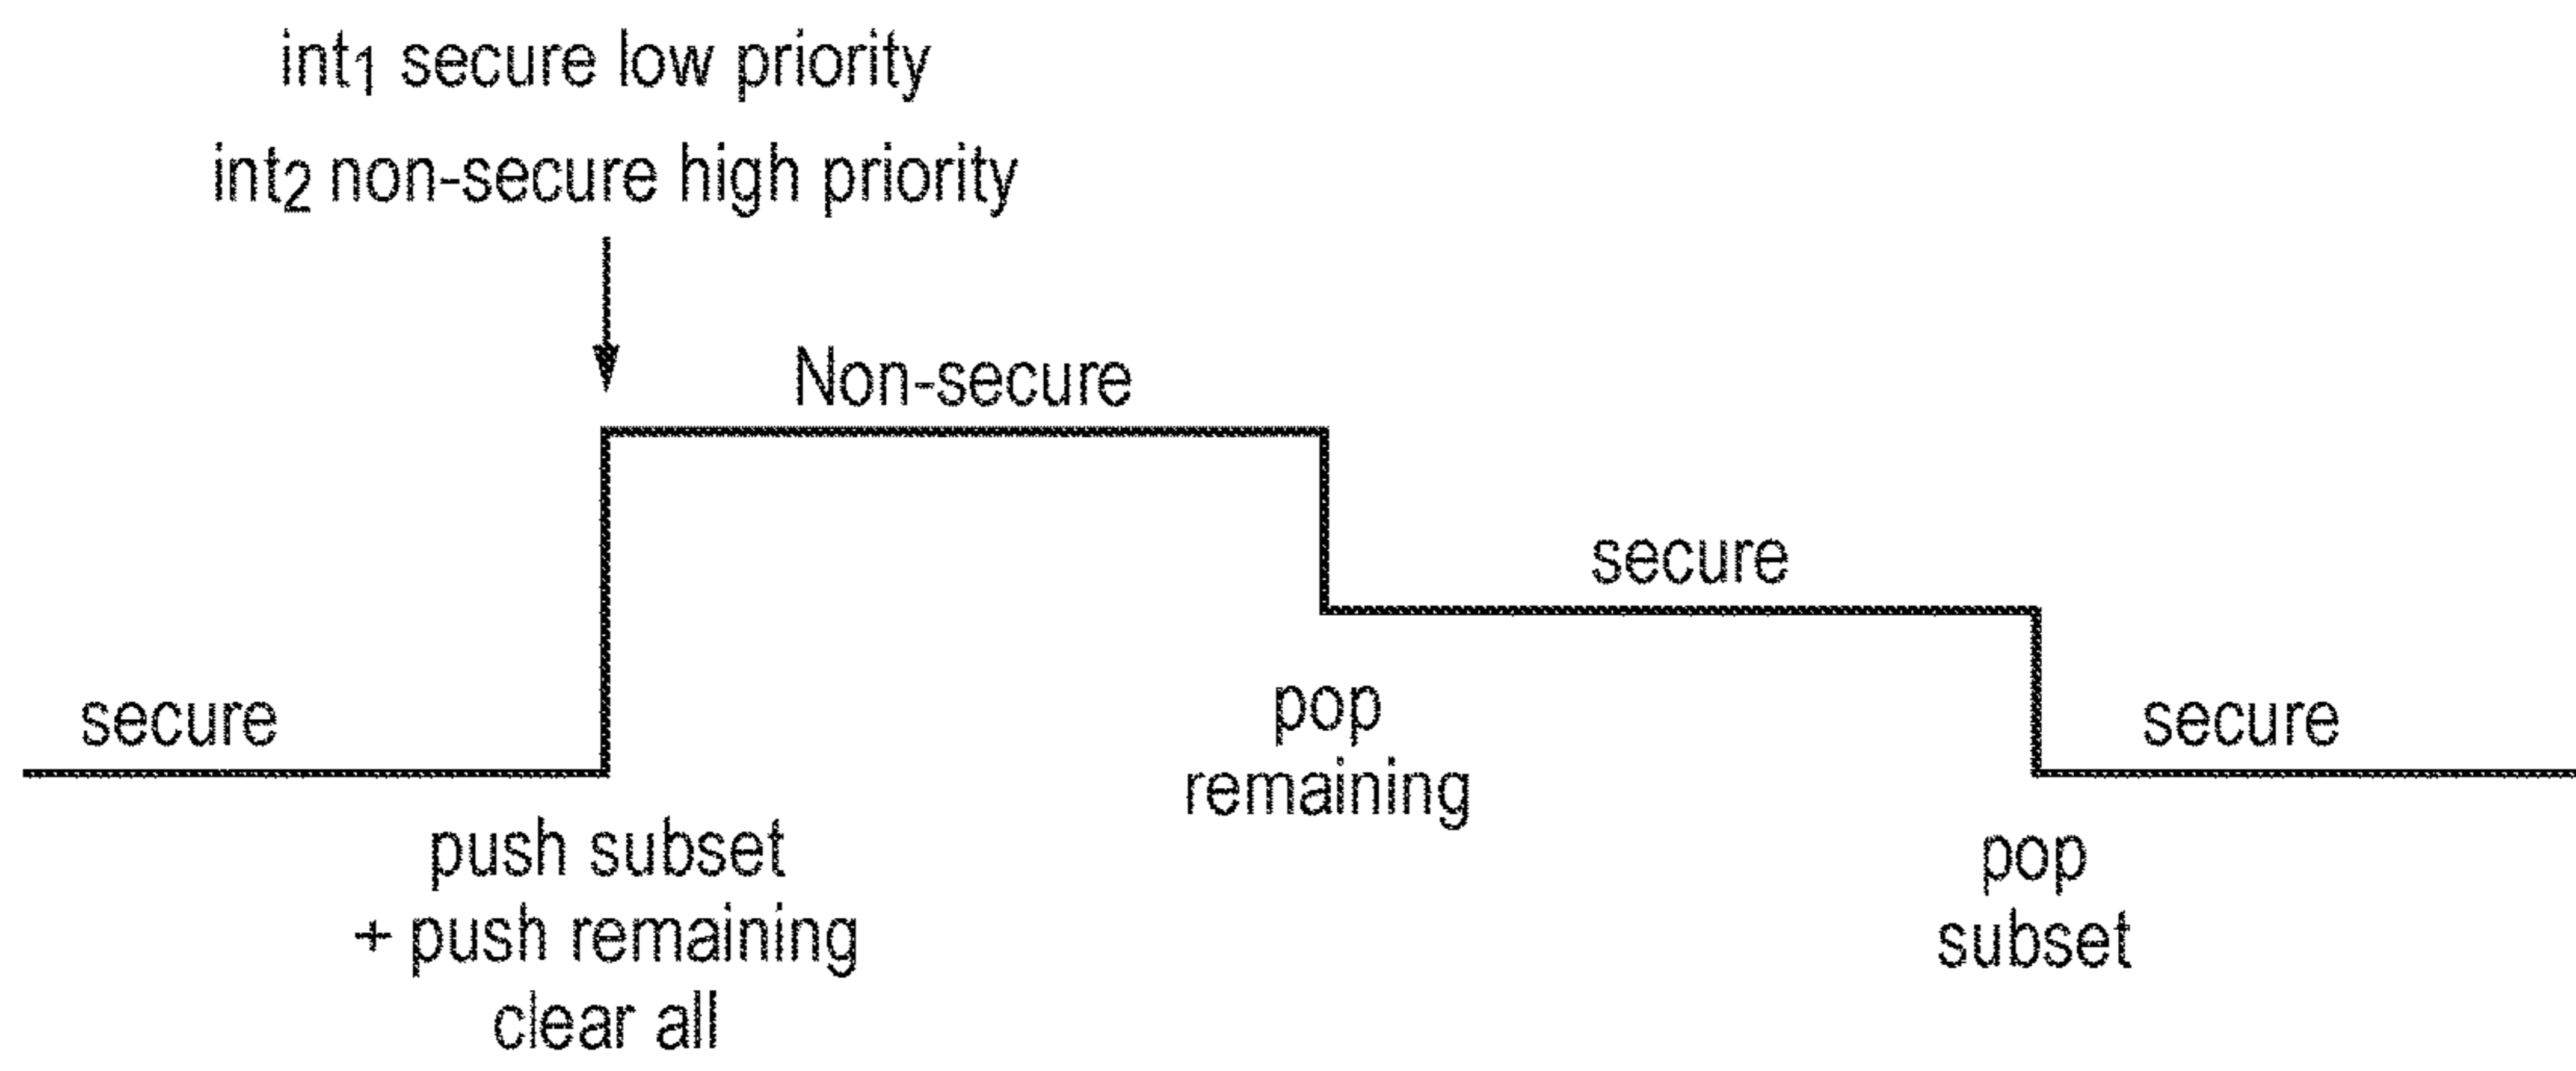 int1 secure low priority
int2 non-secure high priority
Non-secure
secure
secure
secure
pop
remaining
push subset
+ push remaining
clear all
pop
subset